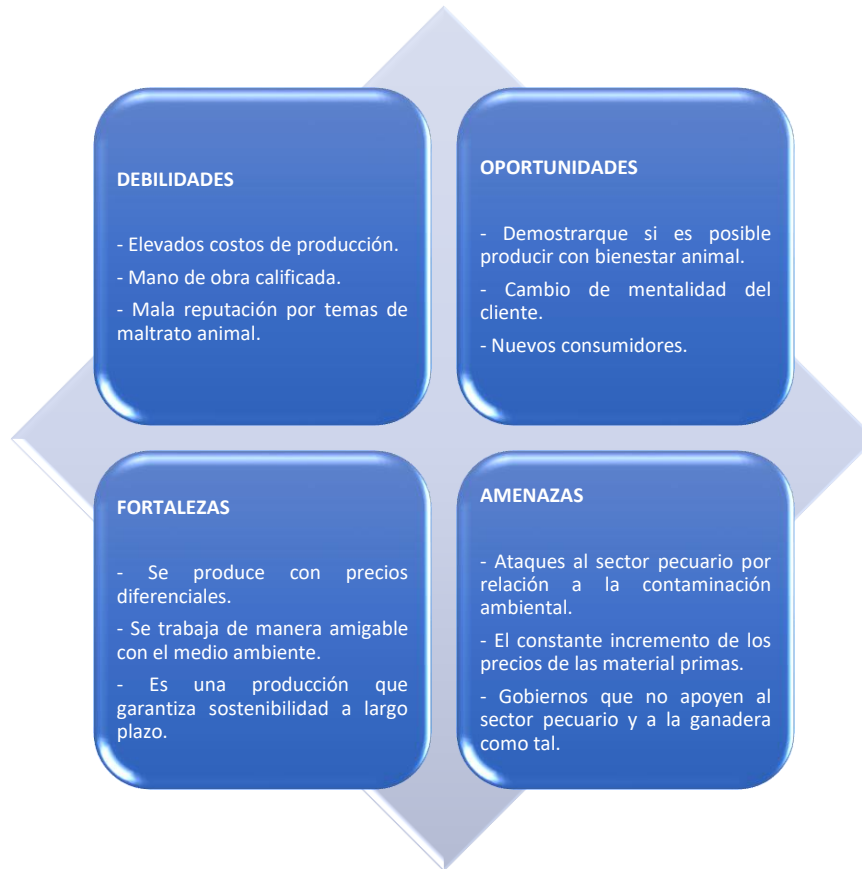 DEBILIDADES
- Elevados costos de producción.
- Mano de obra calificada.
- Mala reputación por temas de
maltrato animal.
OPORTUNIDADES
- Demostrarque si es posible
producir con bienestar animal.
- Cambio de mentalidad del
cliente.
- Nuevos consumidores.
FORTALEZAS
- Se produce con precios
diferenciales.
- Se trabaja de manera amigable
con el medio ambiente.
- Es una producción que
garantiza sostenibilidad a largo
plazo.
AMENAZAS
- Ataques al sector pecuario por
relación a la contaminación
ambiental.
- El constante incremento de los
precios de las material primas.
- Gobiernos que no apoyen al
sector pecuario y a la ganadera
como tal.